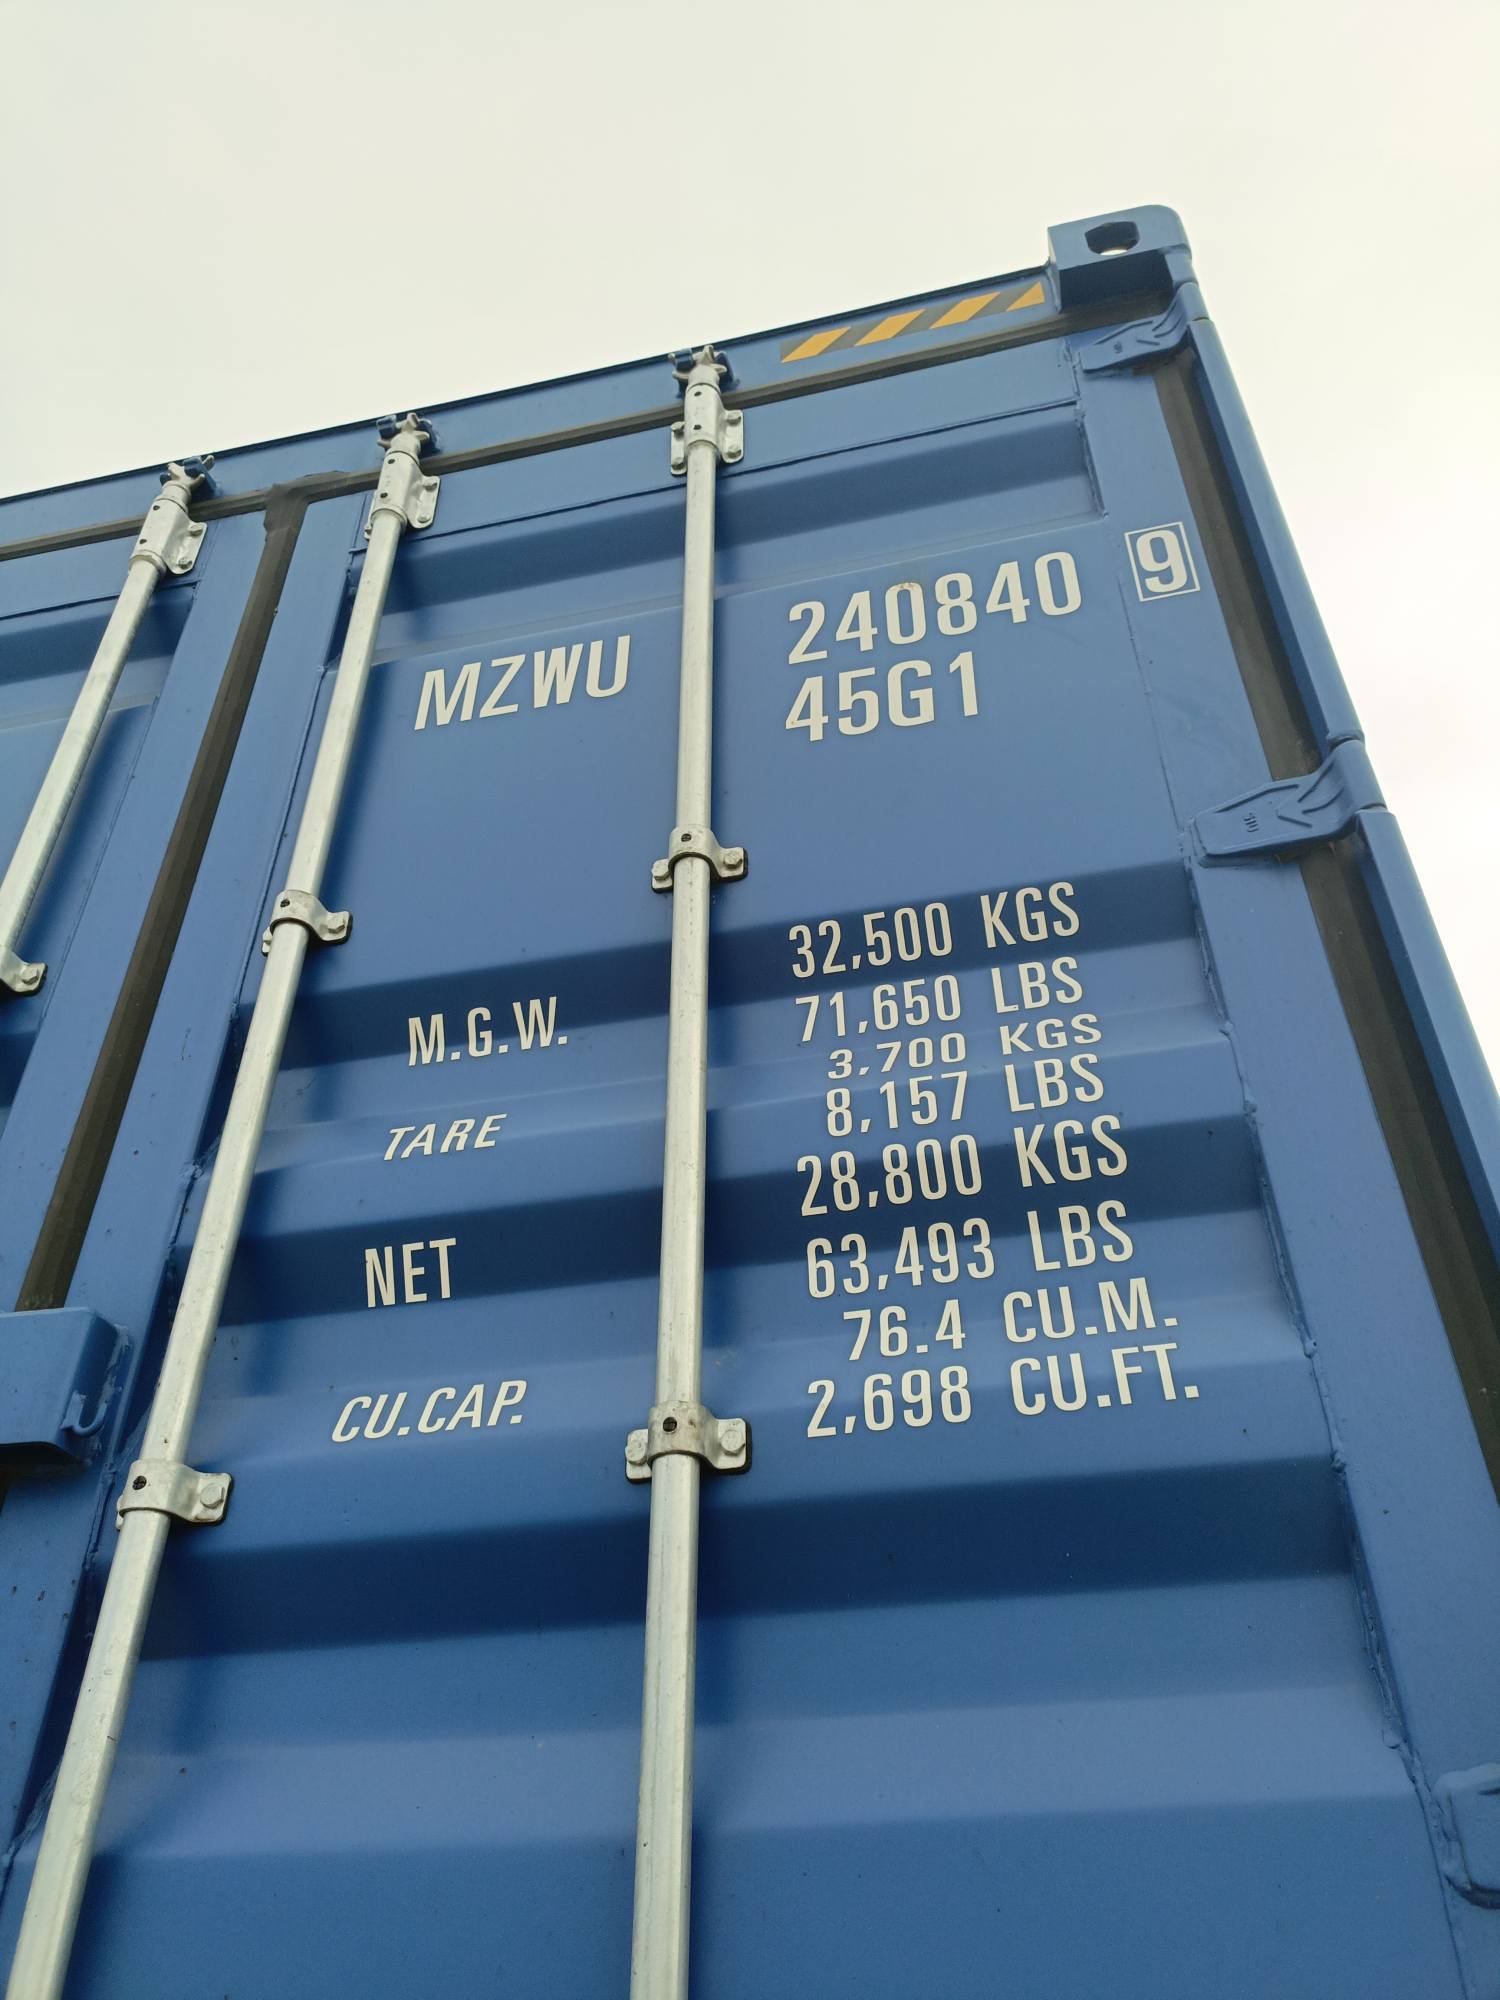 MZWU 240840 9
45G1
M.G.W. 32,500 KGS
71,650 LBS
TARE 3,700 KGS
8,157 LBS
NET 28,800 KGS
63,493 LBS
CU.CAP. 76.4 CU.M.
2,698 CU.FT.